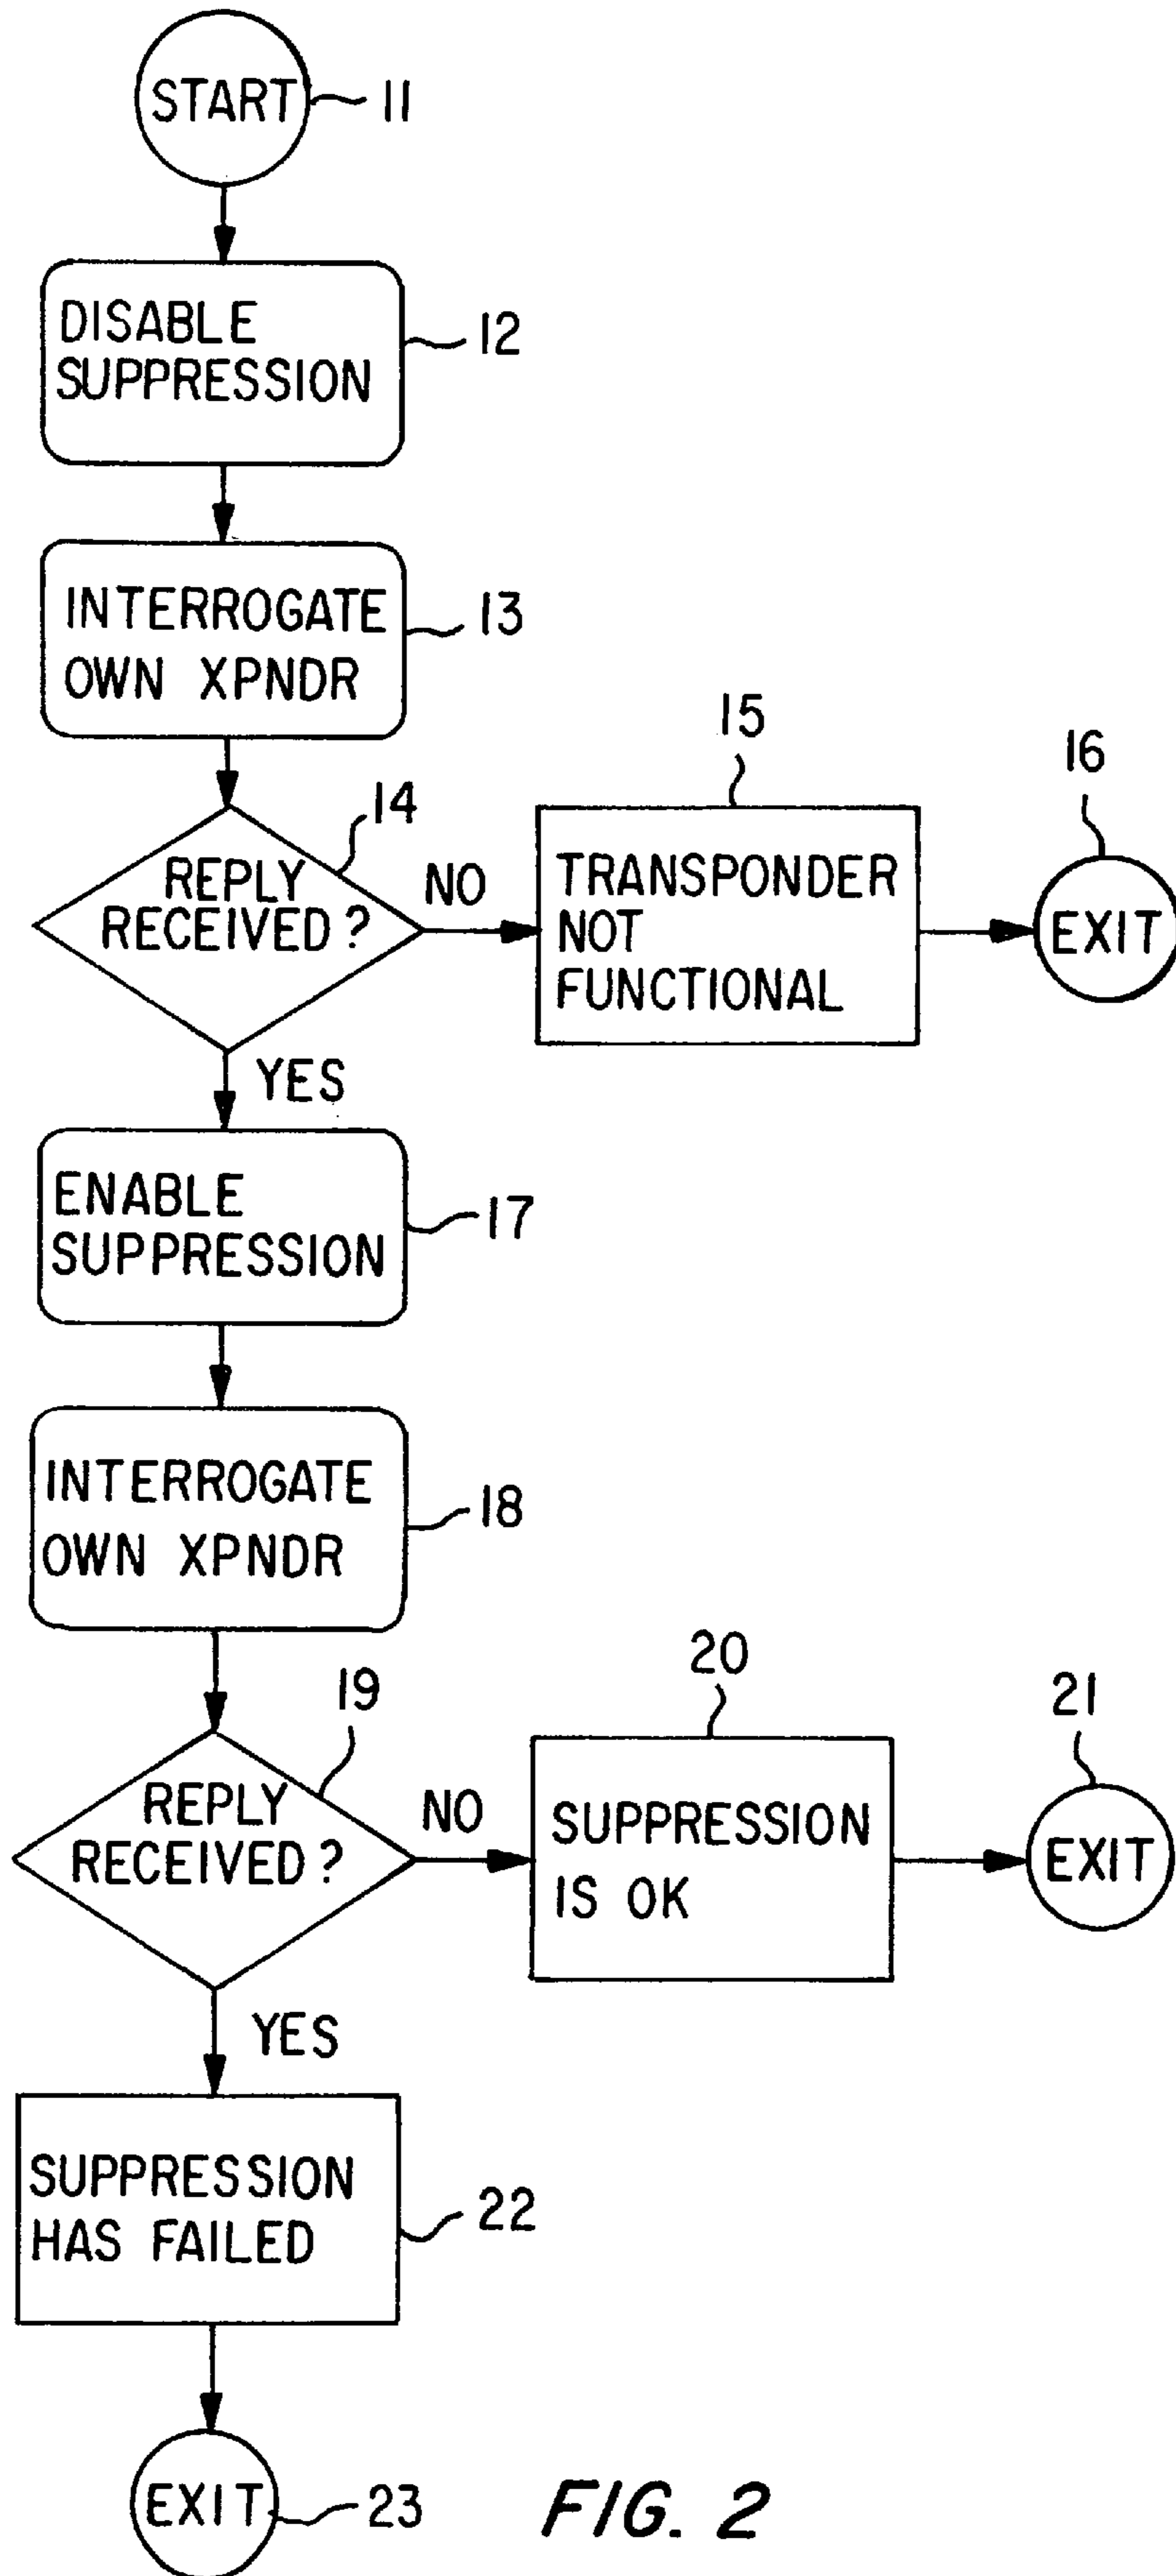 START
11
DISABLE
SUPPRESSION
12
INTERROGATE
OWN XPNDR
13
14
REPLY
RECEIVED?
NO
15
TRANSPONDER
NOT
FUNCTIONAL
16
EXIT
YES
ENABLE
SUPPRESSION
17
INTERROGATE
OWN XPNDR
18
19
REPLY
RECEIVED?
NO
20
SUPPRESSION
IS OK
21
EXIT
YES
SUPPRESSION
HAS FAILED
22
EXIT
23
FIG. 2